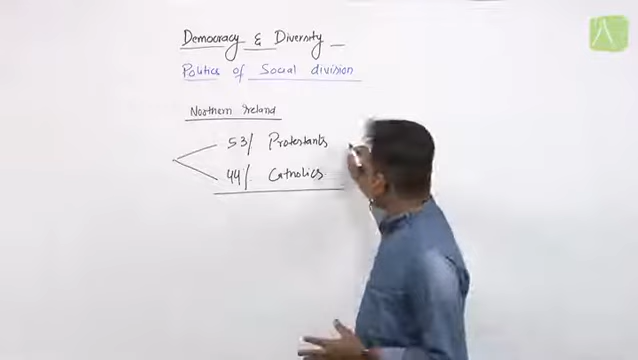 Democracy & Diversity
Politics of Social division
Northern Ireland
53% Protestants
44% Catholics